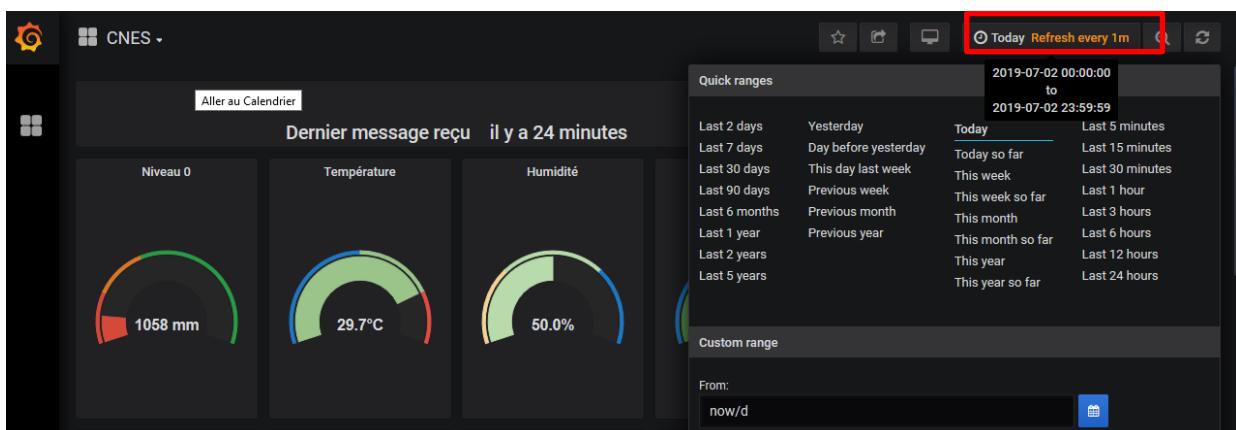 CNES
Today Refresh every 1m
2019-07-02 00:00:00
to
2019-07-02 23:59:59
Aller au Calendrier
Dernier message reçu il y a 24 minutes
Niveau 0
1058 mm
Température
29.7°C
Humidité
50.0%
Quick ranges
Last 2 days
Last 7 days
Last 30 days
Last 90 days
Last 6 months
Last 1 year
Last 2 years
Last 5 years
Yesterday
Day before yesterday
This day last week
Previous week
Previous month
Previous year
Today
Today so far
This week
This week so far
This month
This month so far
This year
This year so far
Last 5 minutes
Last 15 minutes
Last 30 minutes
Last 1 hour
Last 3 hours
Last 6 hours
Last 12 hours
Last 24 hours
Custom range
From:
now/d